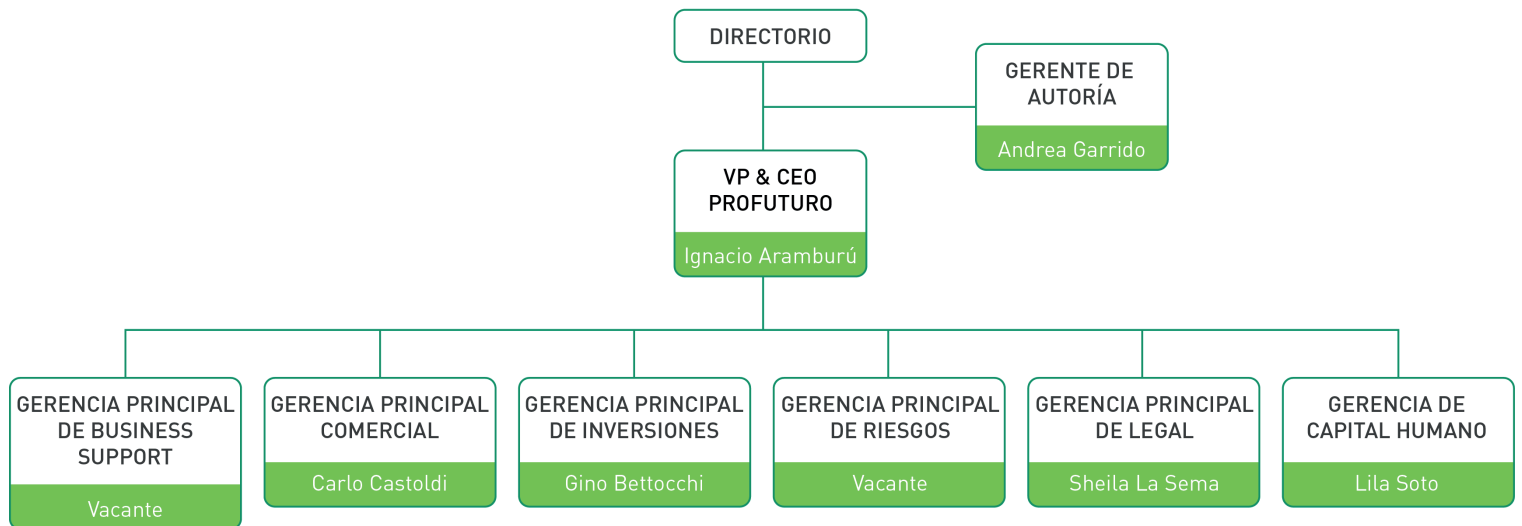 DIRECTORIO
GERENTE DE
AUTORÍA
Andrea Garrido
VP & CEO
PROFUTURO
Ignacio Aramburú
GERENCIA PRINCIPAL
DE BUSINESS
SUPPORT
Vacante
GERENCIA PRINCIPAL
COMERCIAL
Carlo Castoldi
GERENCIA PRINCIPAL
DE INVERSIONES
Gino Bettocchi
GERENCIA PRINCIPAL
DE RIESGOS
Vacante
GERENCIA PRINCIPAL
DE LEGAL
Sheila La Sema
GERENCIA DE
CAPITAL HUMANO
Lila Soto